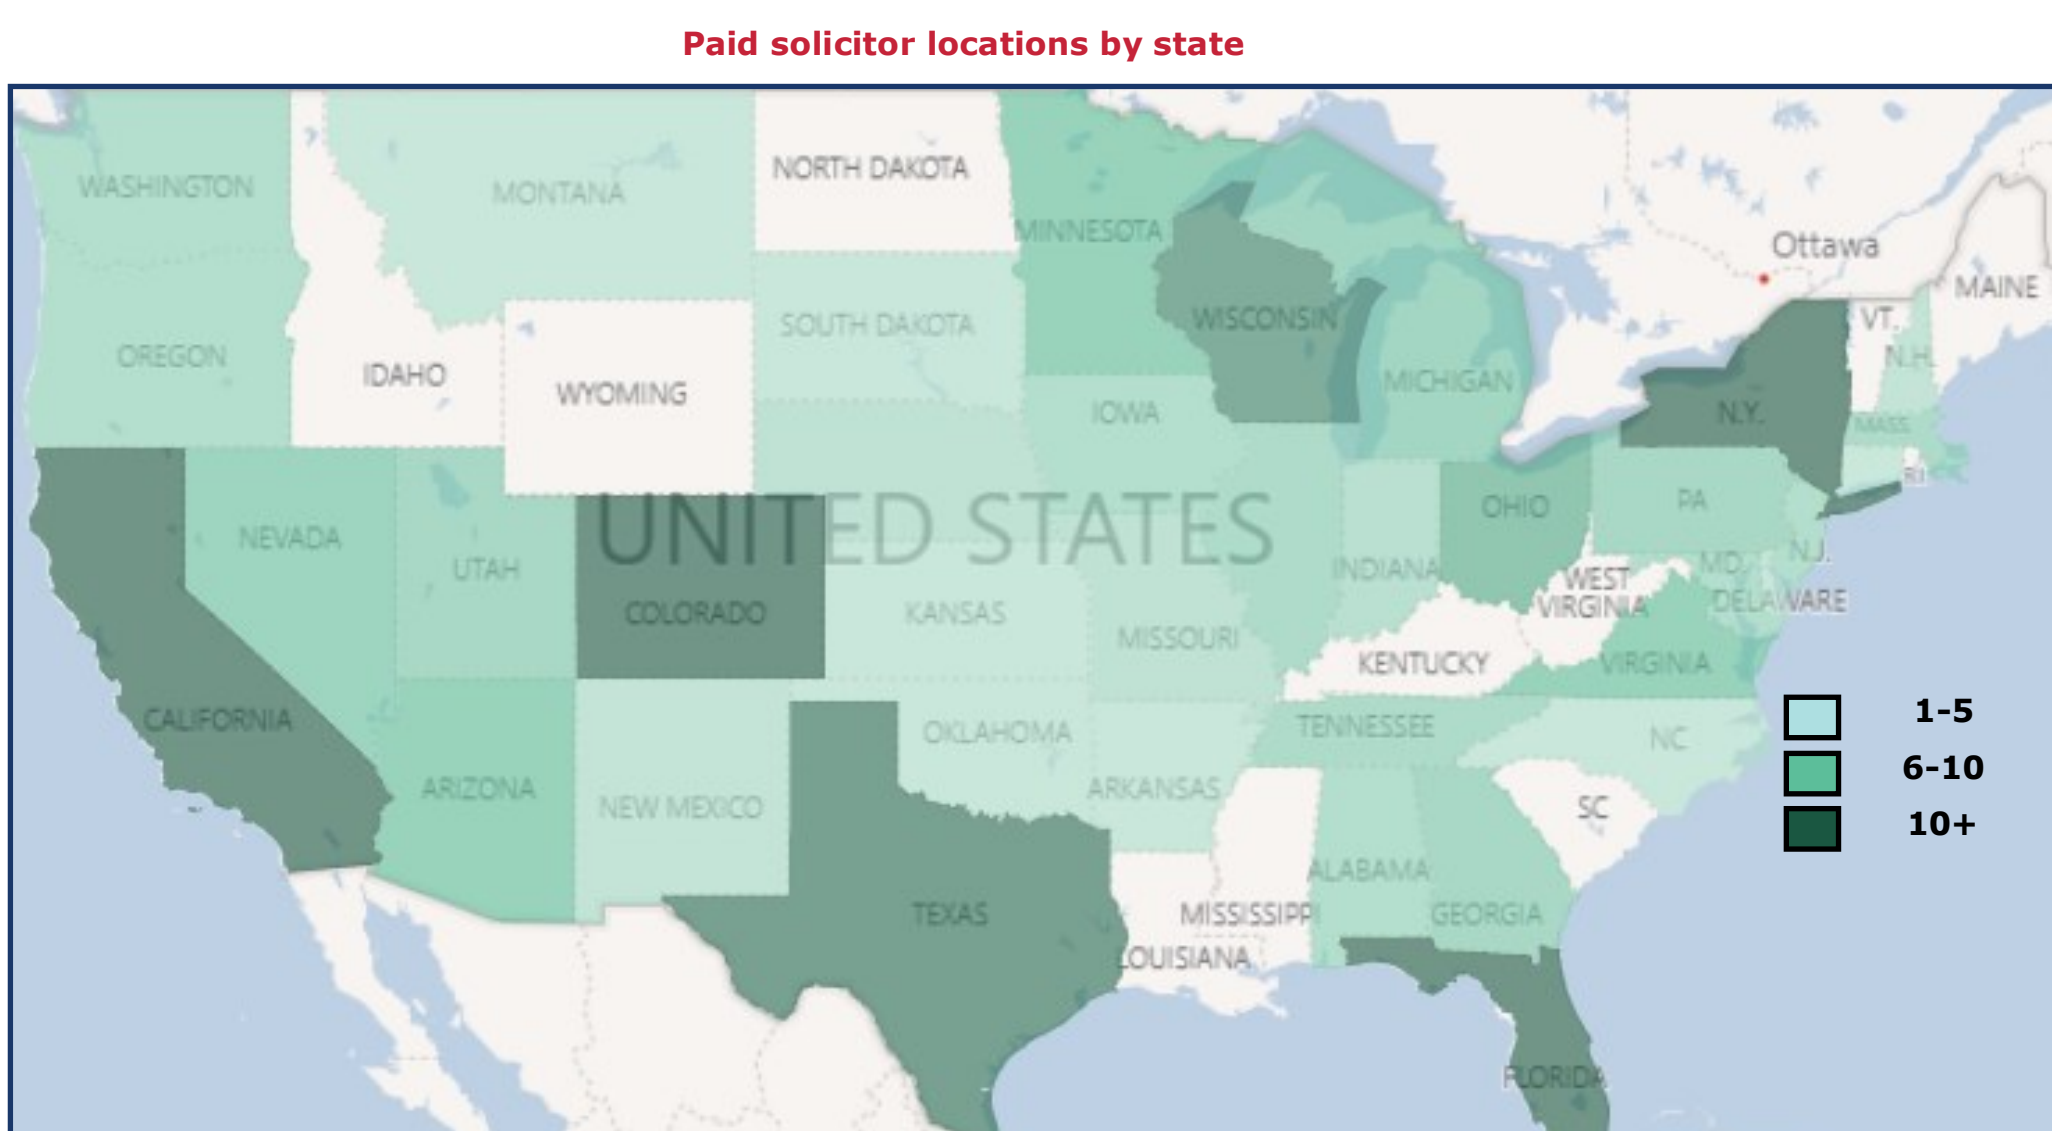 Paid solicitor locations by state
WASHINGTON
MONTANA
NORTH DAKOTA
MINNESOTA
Ottawa
MAINE
OREGON
IDAHO
WYOMING
SOUTH DAKOTA
WISCONSIN
MICHIGAN
VT.
N.H.
IOWA
N.Y.
MASS.
RI
UNITED STATES
NEVADA
UTAH
COLORADO
KANSAS
MISSOURI
INDIANA
OHIO
PA
WEST
VIRGINIA
MD.
N.J.
DELAWARE
KENTUCKY
VIRGINIA
CALIFORNIA
ARIZONA
NEW MEXICO
OKLAHOMA
ARKANSAS
TENNESSEE
NC
SC
1-5
6-10
10+
TEXAS
MISSISSIPPI
LOUISIANA
ALABAMA
GEORGIA
FLORIDA